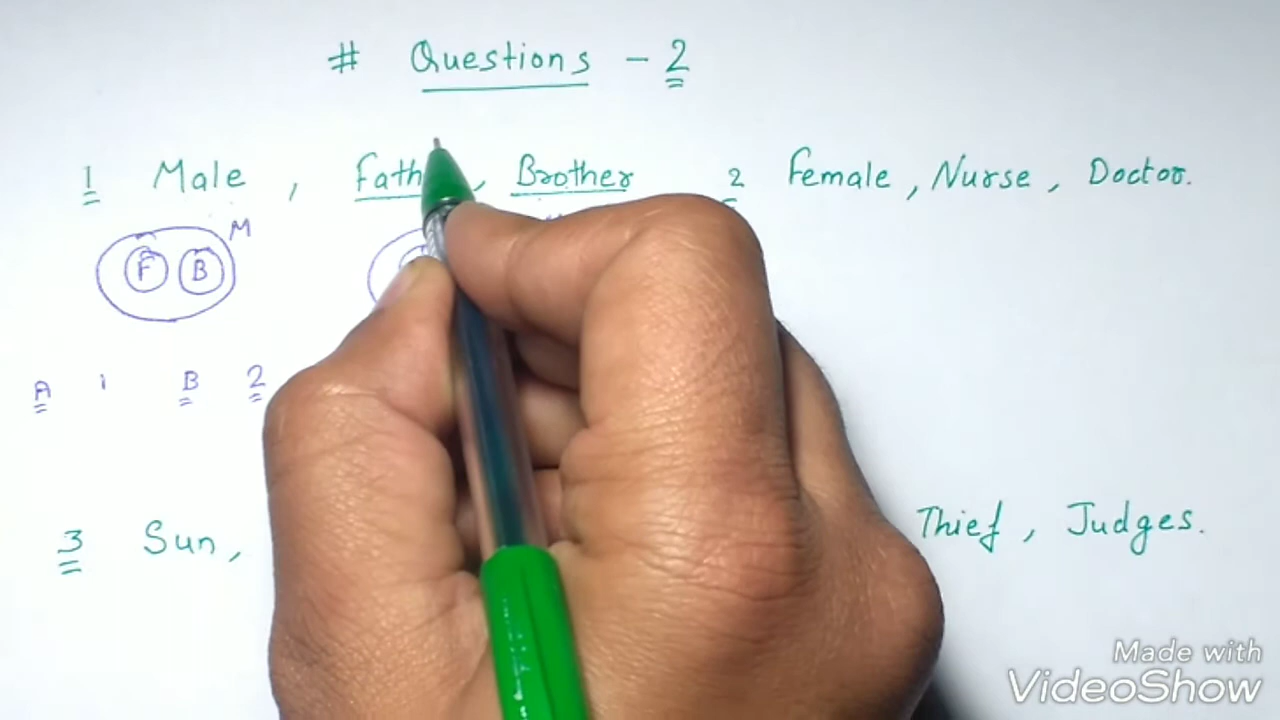 # Questions - 2
1 Male , Fath , Brother 2 Female , Nurse , Doctor.
M
F B
A 1 B 2
3 Sun, Thief , Judges.
Made with
VideoShow